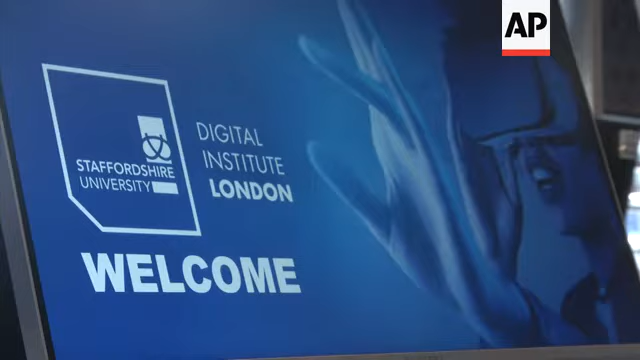 AP
STAFFORDSHIRE
UNIVERSITY
DIGITAL
INSTITUTE
LONDON
WELCOME